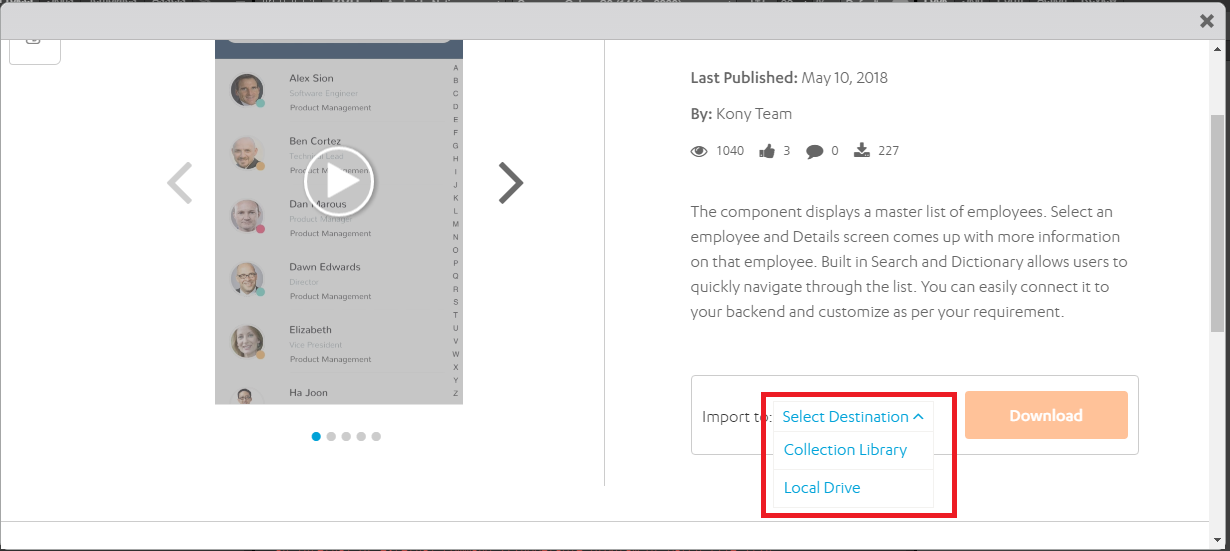 Alex Sion
Software Engineer
Product Management
Ben Cortez
Technical Lead
Product Management
Dan Marous
Product Manager
Product Management
Dawn Edwards
Director
Product Management
Elizabeth
Vice President
Product Management
Ha Joon
A
B
C
D
E
F
G
H
I
J
K
L
M
N
O
P
Q
R
S
T
U
V
W
X
Y
Z
Last Published: May 10, 2018
By: Kony Team
1040 3 0 227
The component displays a master list of employees. Select an
employee and Details screen comes up with more information
on that employee. Built in Search and Dictionary allows users to
quickly navigate through the list. You can easily connect it to
your backend and customize as per your requirement.
Import to: Select Destination
Download
Collection Library
Local Drive